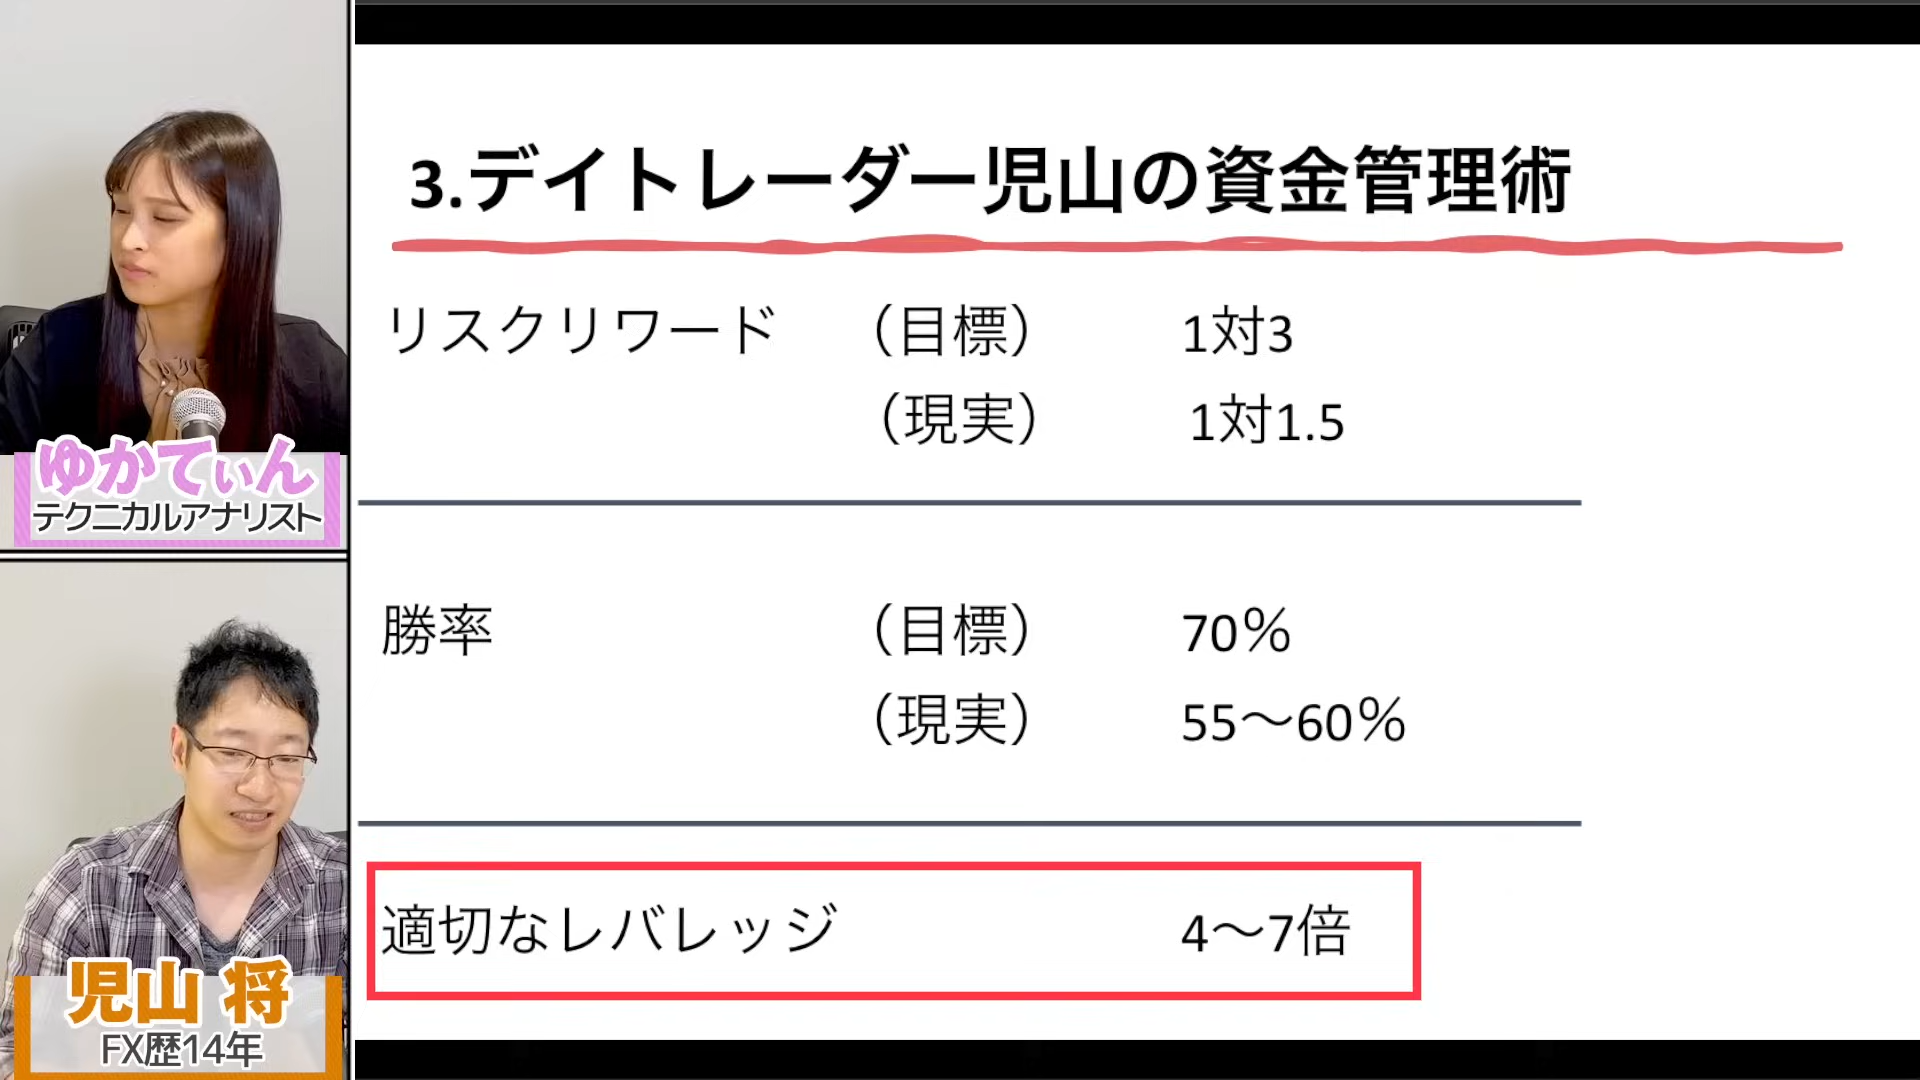 3.デイトレーダー児山の資金管理術
リスクリワード （目標） 1対3
（現実） 1対1.5
勝率 （目標） 70%
（現実） 55～60%
適切なレバレッジ 4～7倍
ゆかてぃん
テクニカルアナリスト
児山 将
FX歴14年